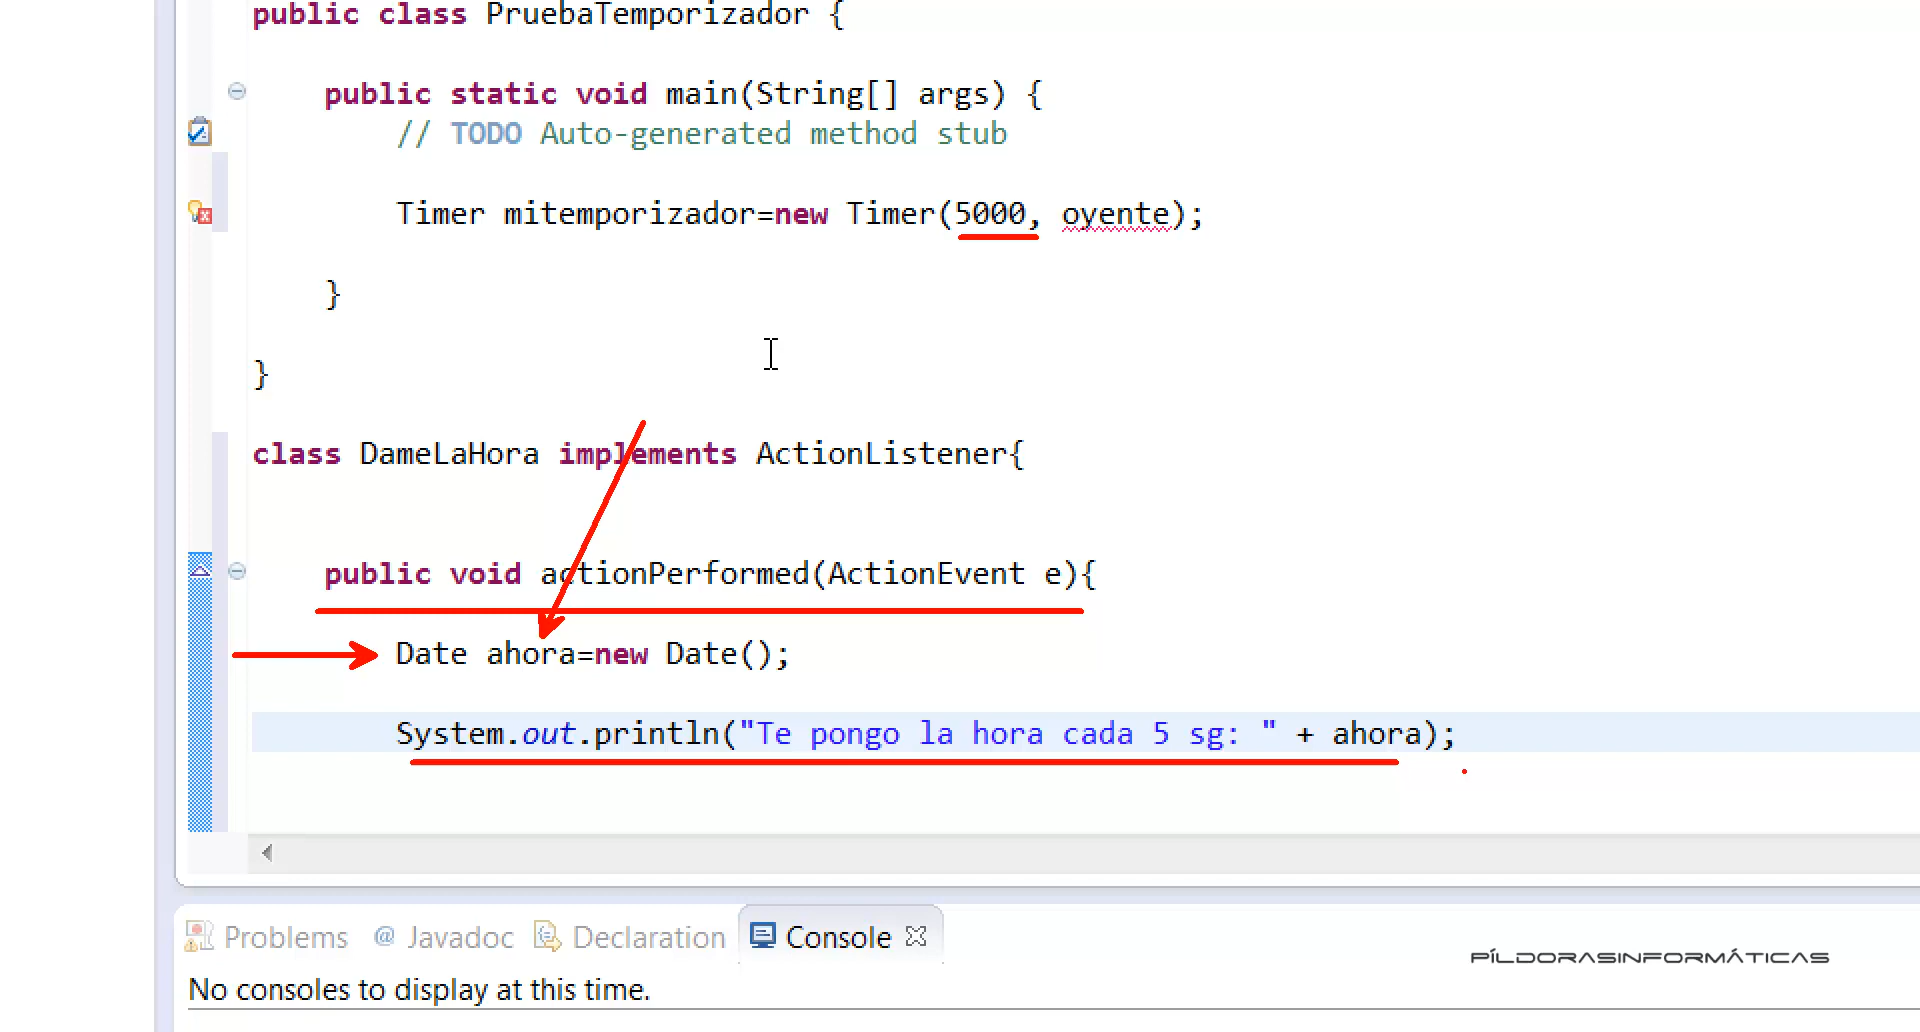 public class PruebaTemporizador {
public static void main(String[] args) {
// TODO Auto-generated method stub
Timer mitemporizador=new Timer(5000, oyente);
}
}
class DameLaHora implements ActionListener{
public void actionPerformed(ActionEvent e){
Date ahora=new Date();
System.out.println("Te pongo la hora cada 5 sg: " + ahora);
Problems @ Javadoc Declaration Console
PÍLDORASINFORMÁTICAS
No consoles to display at this time.